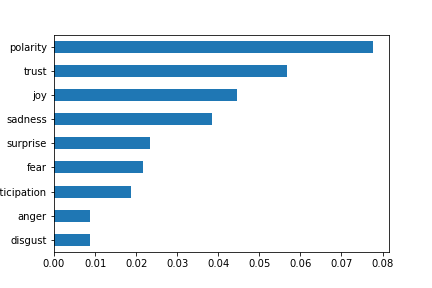 polarity
trust
joy
sadness
surprise
fear
ticipation
anger
disgust
0.00 0.01 0.02 0.03 0.04 0.05 0.06 0.07 0.08